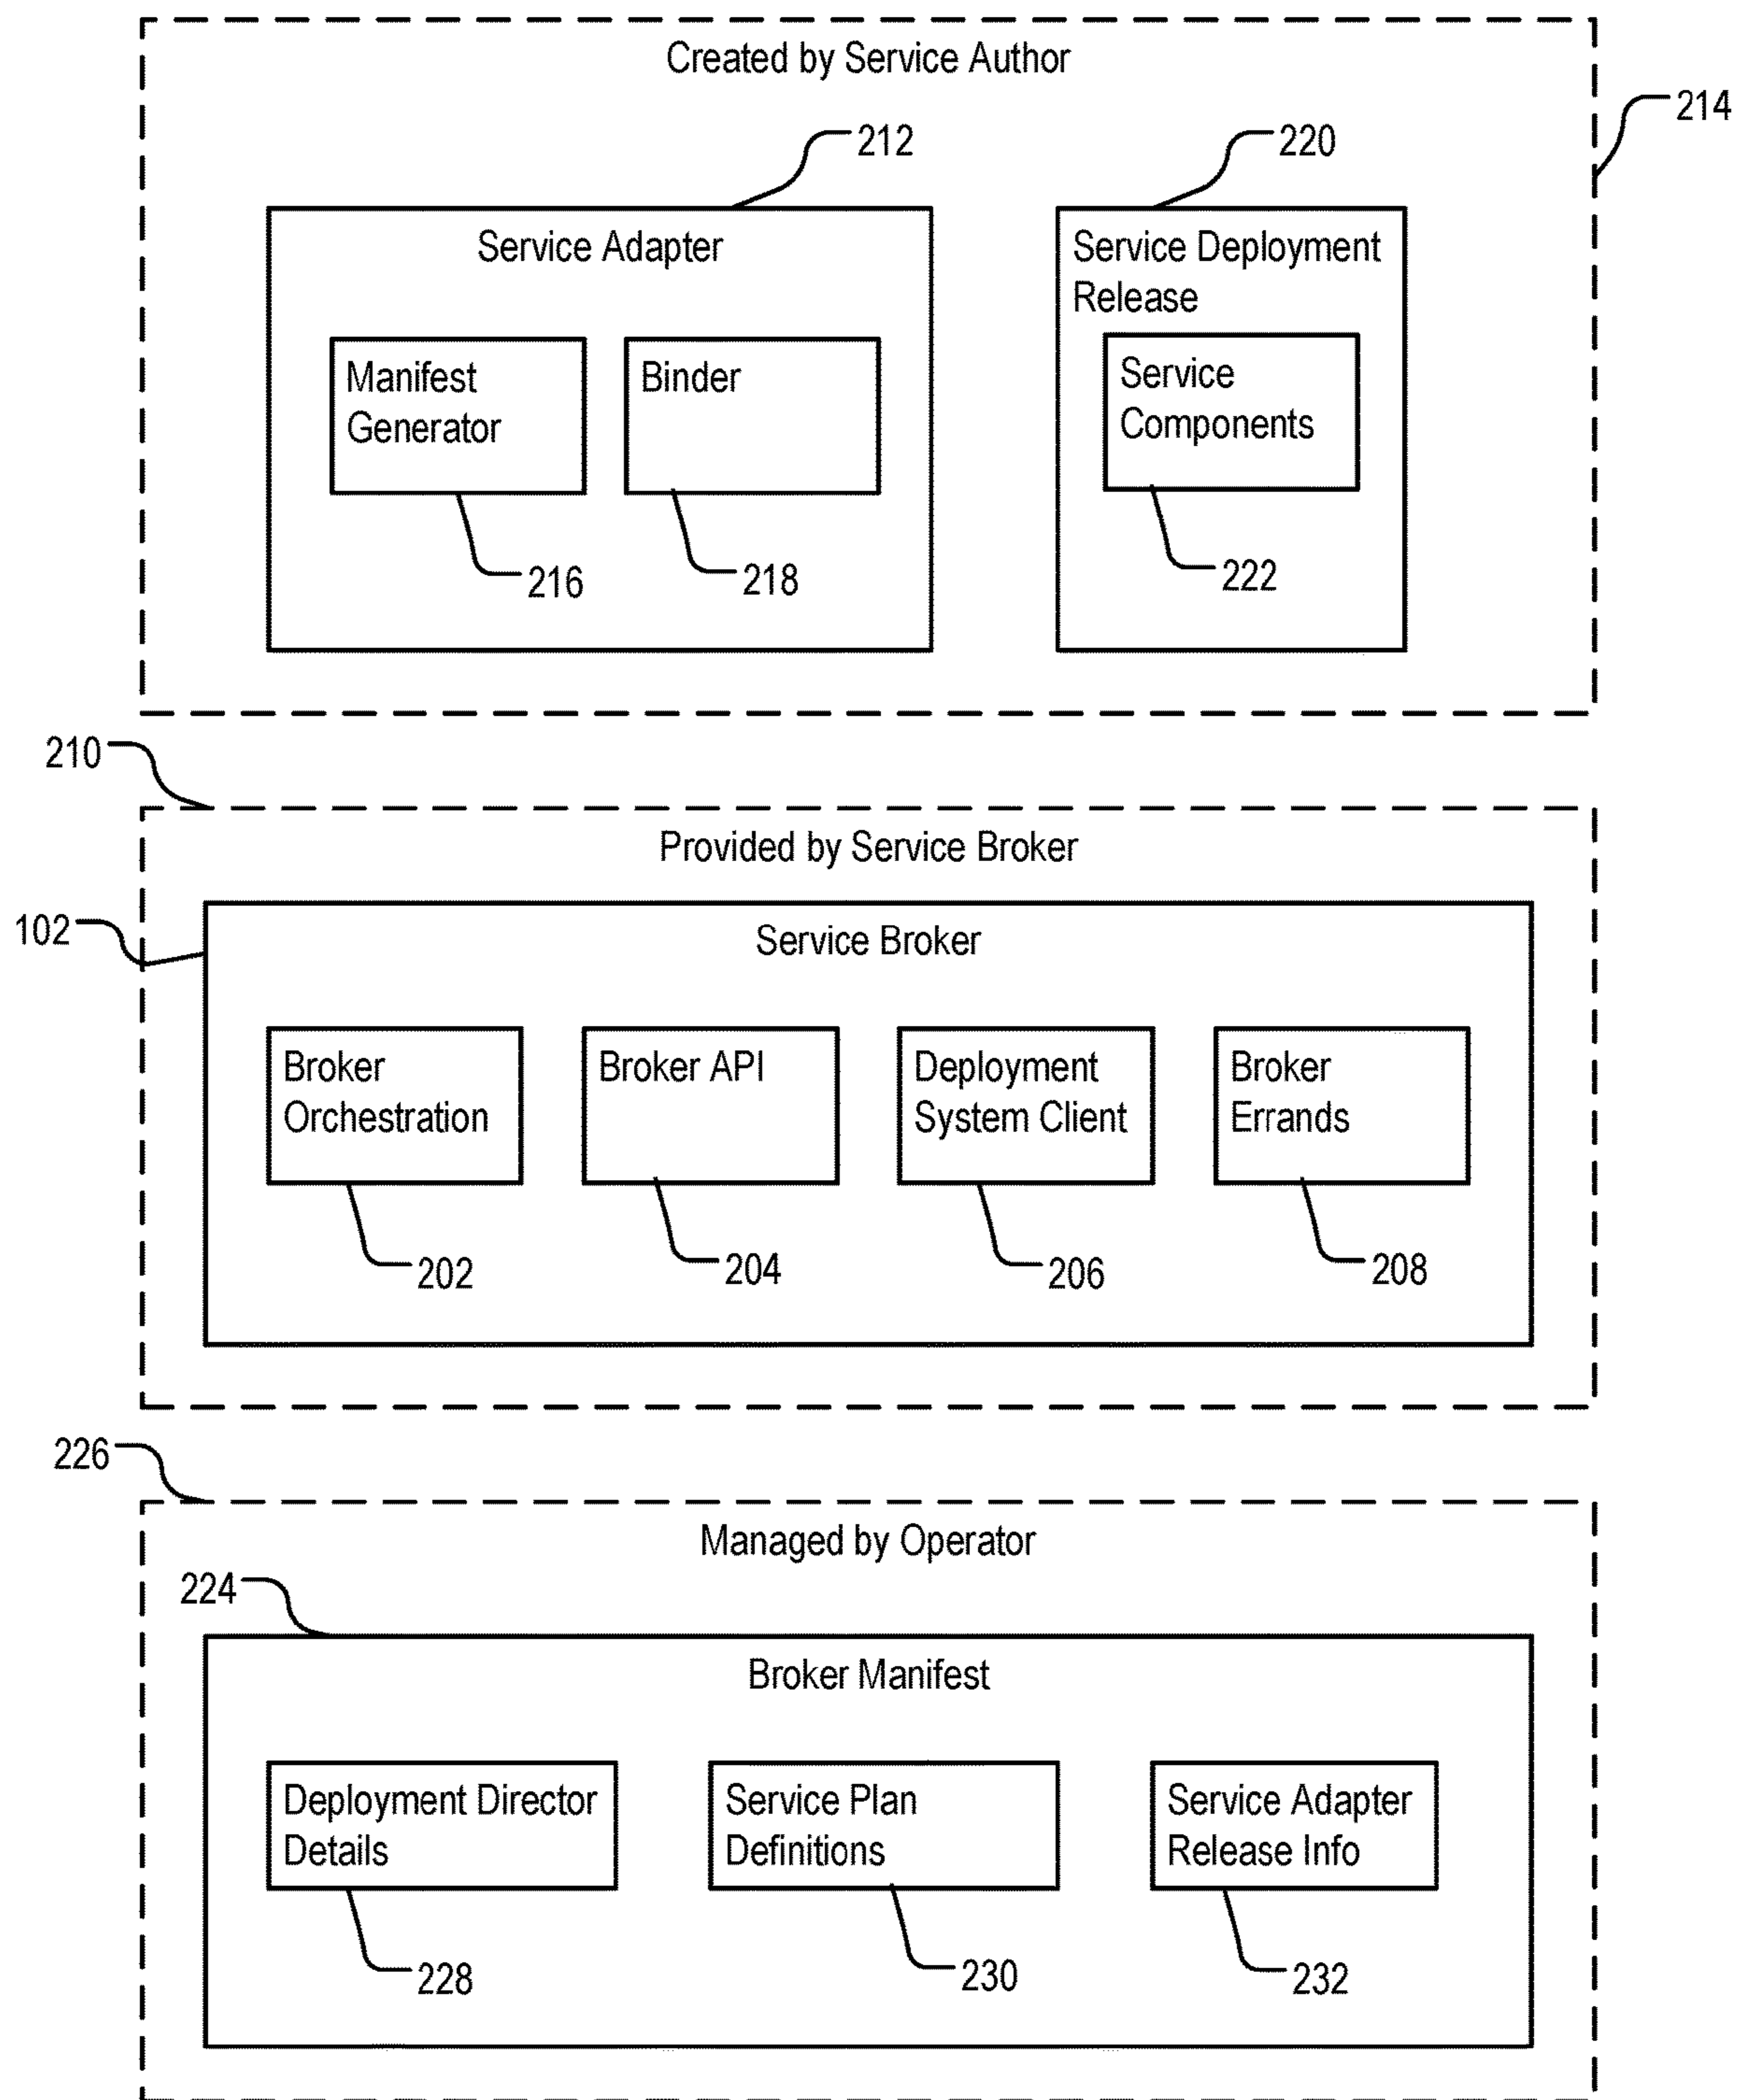 Created by Service Author
214
212
220
Service Adapter
Service Deployment
Release
Manifest
Generator
Binder
Service
Components
216
218
222
210
Provided by Service Broker
102
Service Broker
Broker
Orchestration
Broker API
Deployment
System Client
Broker
Errands
202
204
206
208
226
Managed by Operator
224
Broker Manifest
Deployment Director
Details
Service Plan
Definitions
Service Adapter
Release Info
228
230
232